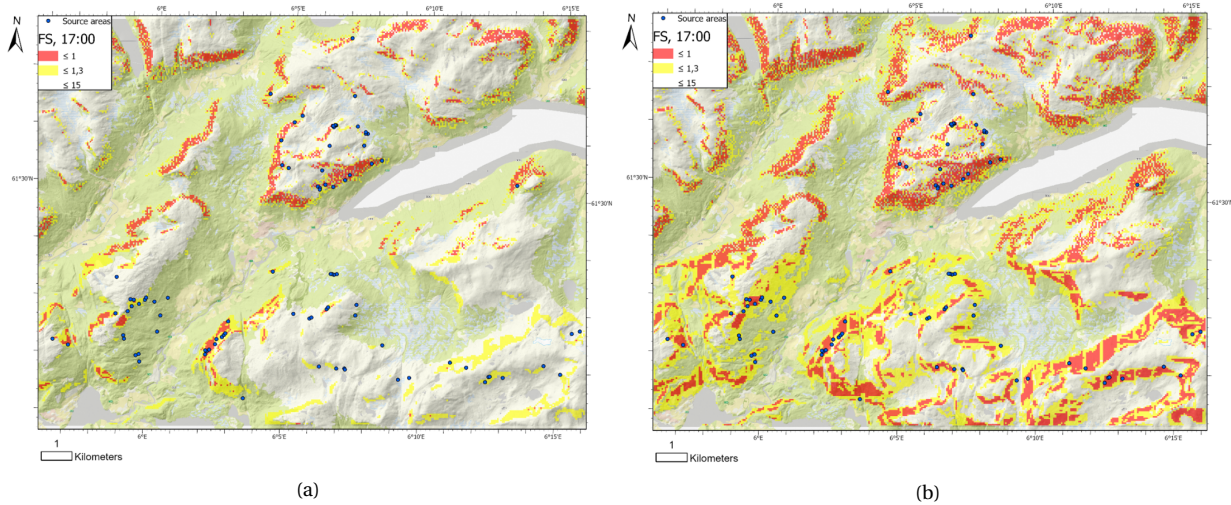 6°E 6°5'E 6°10'E 6°15'E
N
Source areas
FS, 17:00
≤ 1
≤ 1,3
≤ 15
61°30'N
61°30'N
6°E 6°5'E 6°10'E 6°15'E
1
Kilometers
(a)
6°E 6°5'E 6°10'E 6°15'E
N
Source areas
FS, 17:00
≤ 1
≤ 1,3
≤ 15
61°30'N
61°30'N
6°E 6°5'E 6°10'E 6°15'E
1
Kilometers
(b)